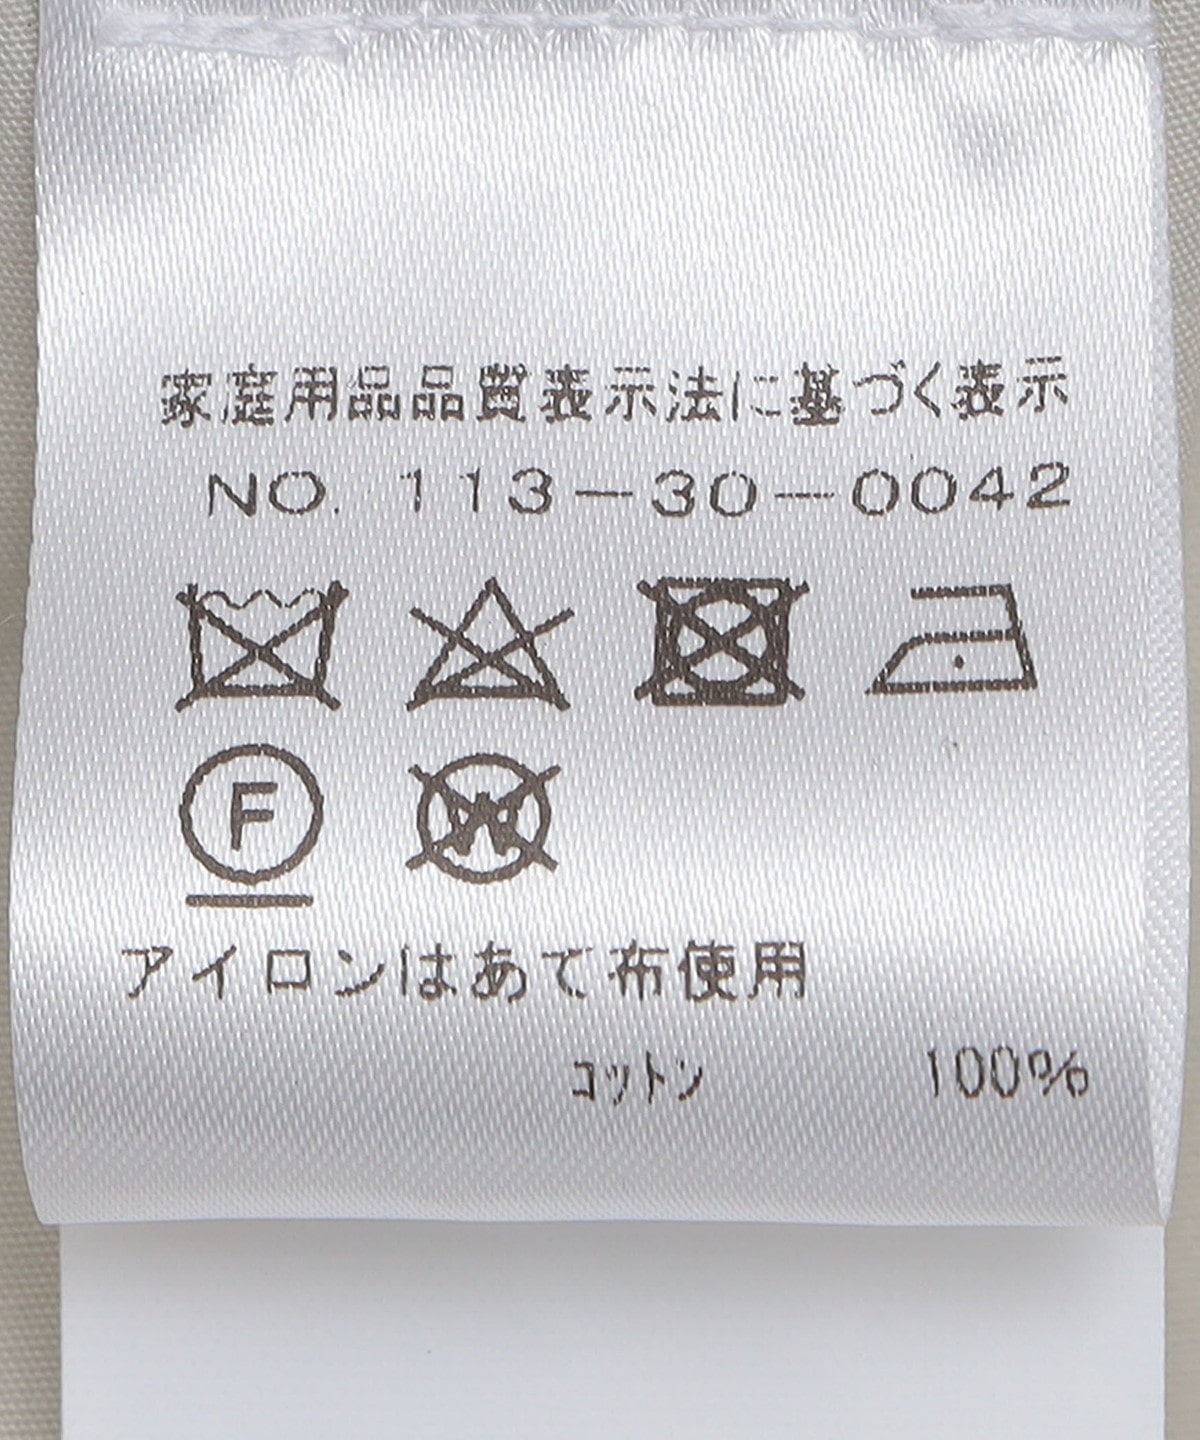 家庭用品品質表示法に基づく表示
NO. 113-30-0042
F
W
アイロンはあて布使用
コットン 100%